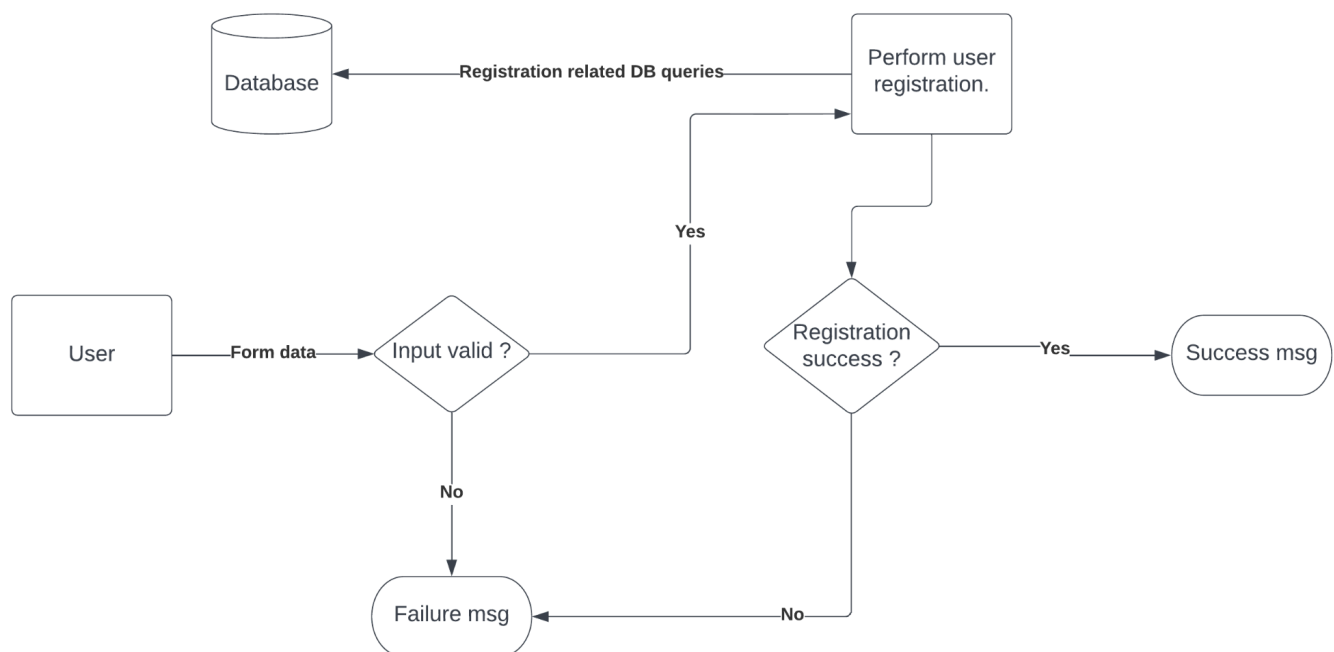 Database
Registration related DB queries
Perform user
registration.
Yes
User
Form data
Input valid ?
Registration
success ?
Yes
Success msg
No
Failure msg
No